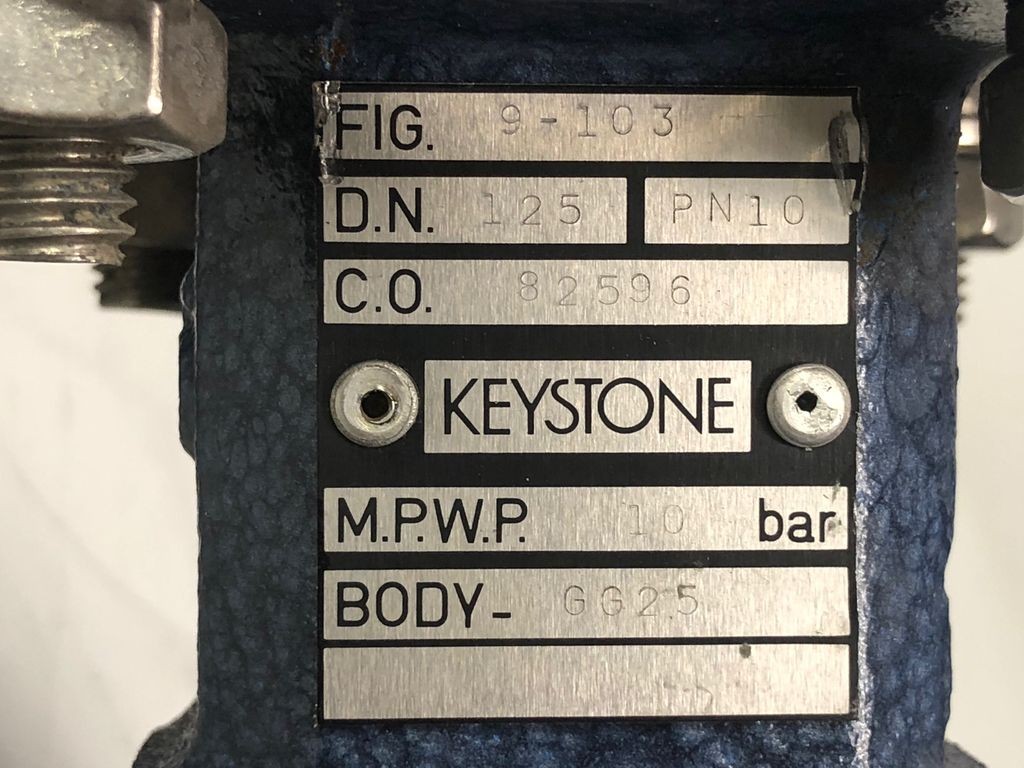 FIG. 9-103
D.N. 125 PN10
C.O. 82596
KEYSTONE
M.P.W.P. 10 bar
BODY- GG25